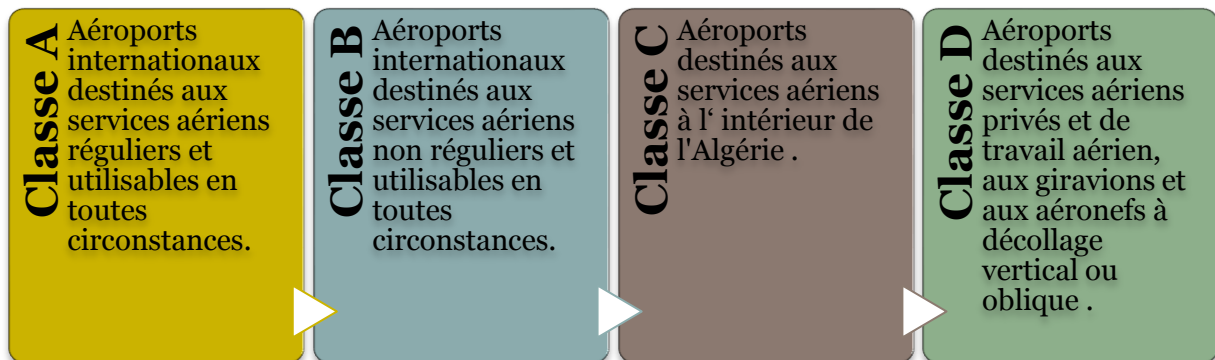 Classe A
Aéroports
internationaux
destinés aux
services aériens
réguliers et
utilisables en
toutes
circonstances.
Classe B
Aéroports
internationaux
destinés aux
services aériens
non réguliers et
utilisables en
toutes
circonstances.
Classe C
Aéroports
destinés aux
services aériens
à l‘ intérieur de
l'Algérie .
Classe D
Aéroports
destinés aux
services aériens
privés et de
travail aérien,
aux giravions et
aux aéronefs à
décollage
vertical ou
oblique .